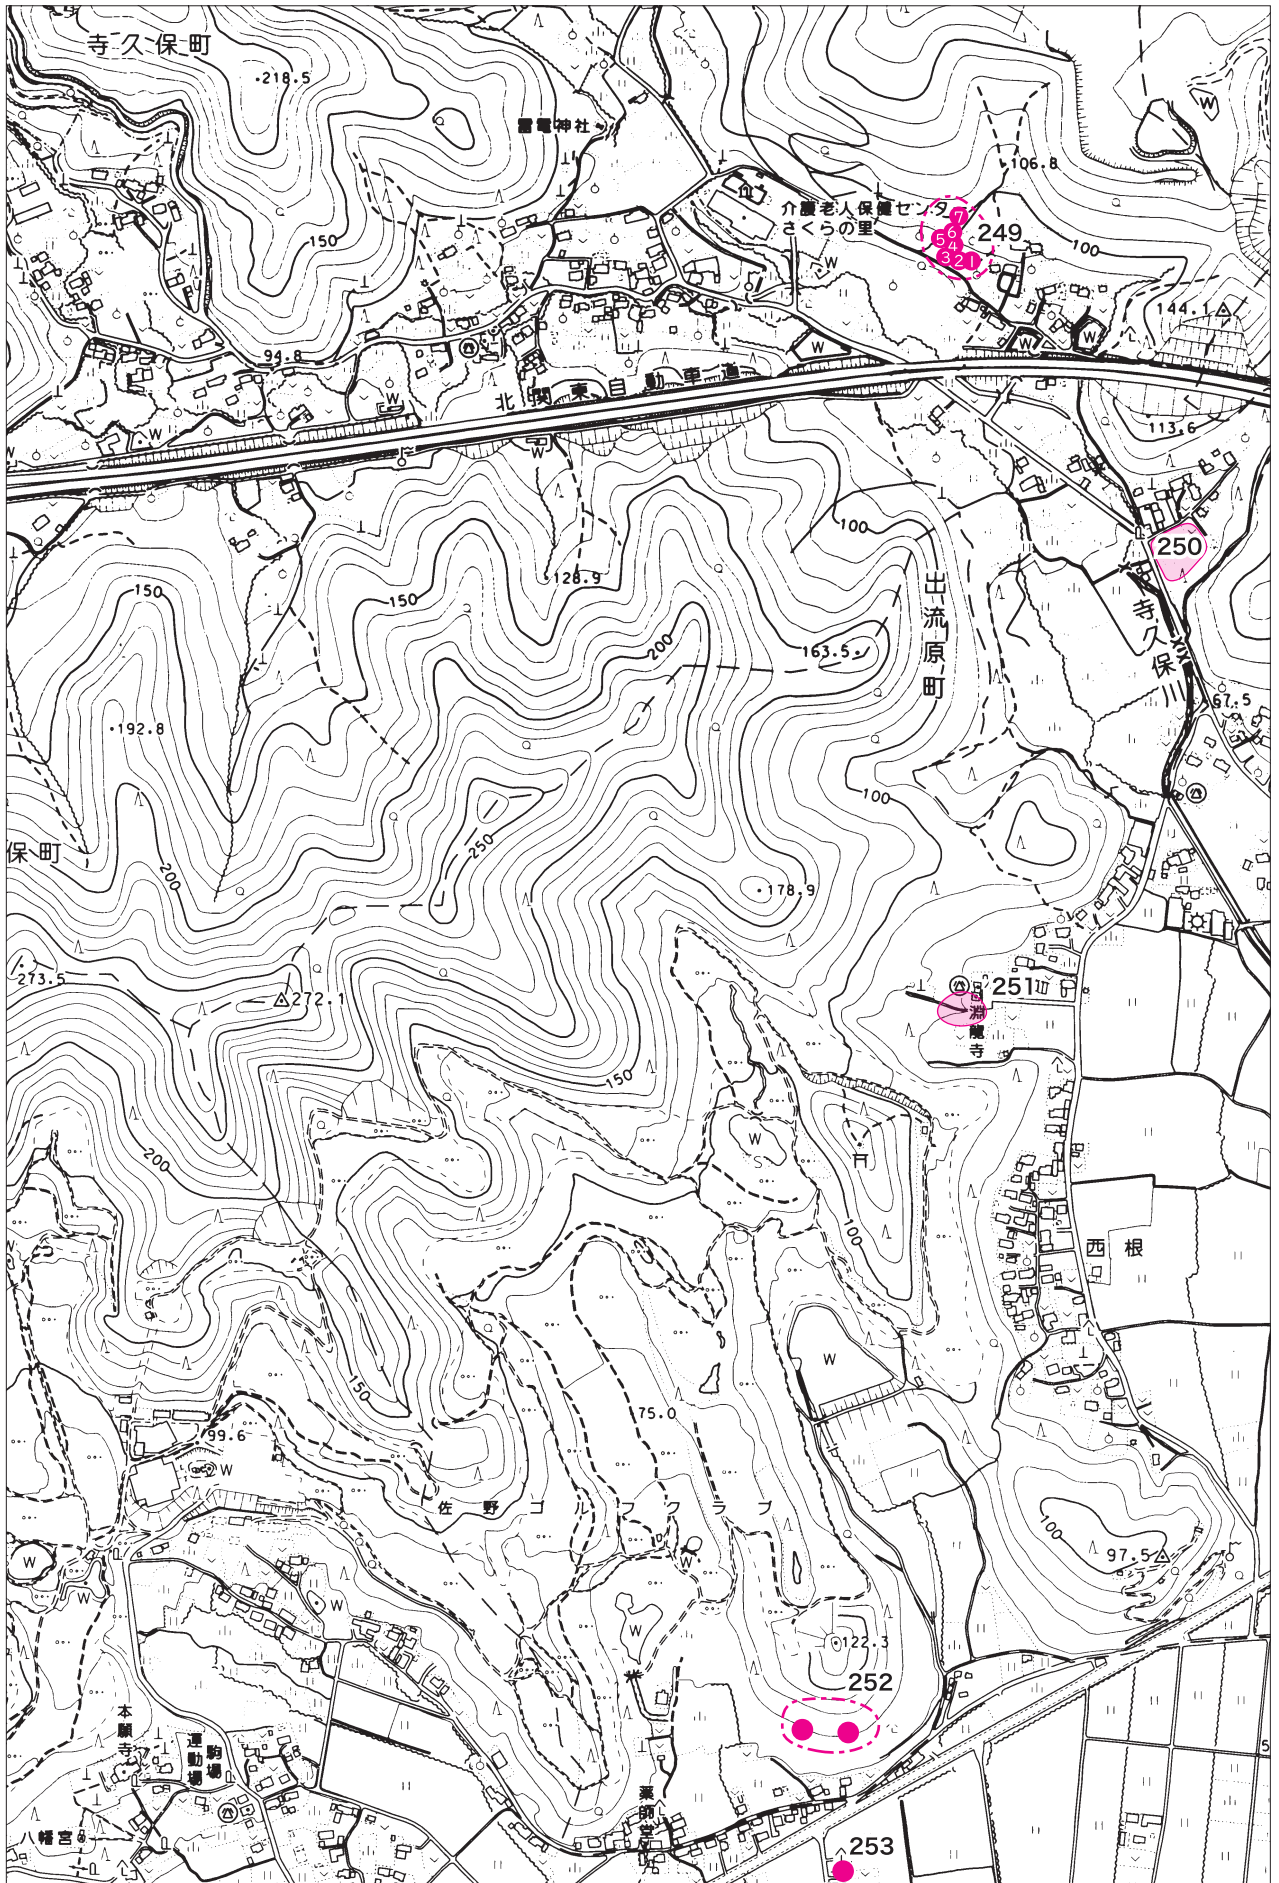 寺久保町
218.5
雷電神社
106.8
介護老人保健センター
さくらの里
7
6
5
4
3
2
1
249
100
150
144.1
W
W
94.8
W
W
W
W
北関東自動車道
W
W
W
W
113.6
100
250
128.9
150
150
出流原町
寺久保川
200
163.5
67.5
192.8
100
250
保町
200
178.9
273.5
272.1
251
龍寺
150
W
S
200
100
西根
W
150
75.0
99.6
W
佐野ゴルフクラブ
100
97.5
W
W
W
W
W
122.3
252
本願寺
駒場
運動場
薬師堂
八幡宮
5
253